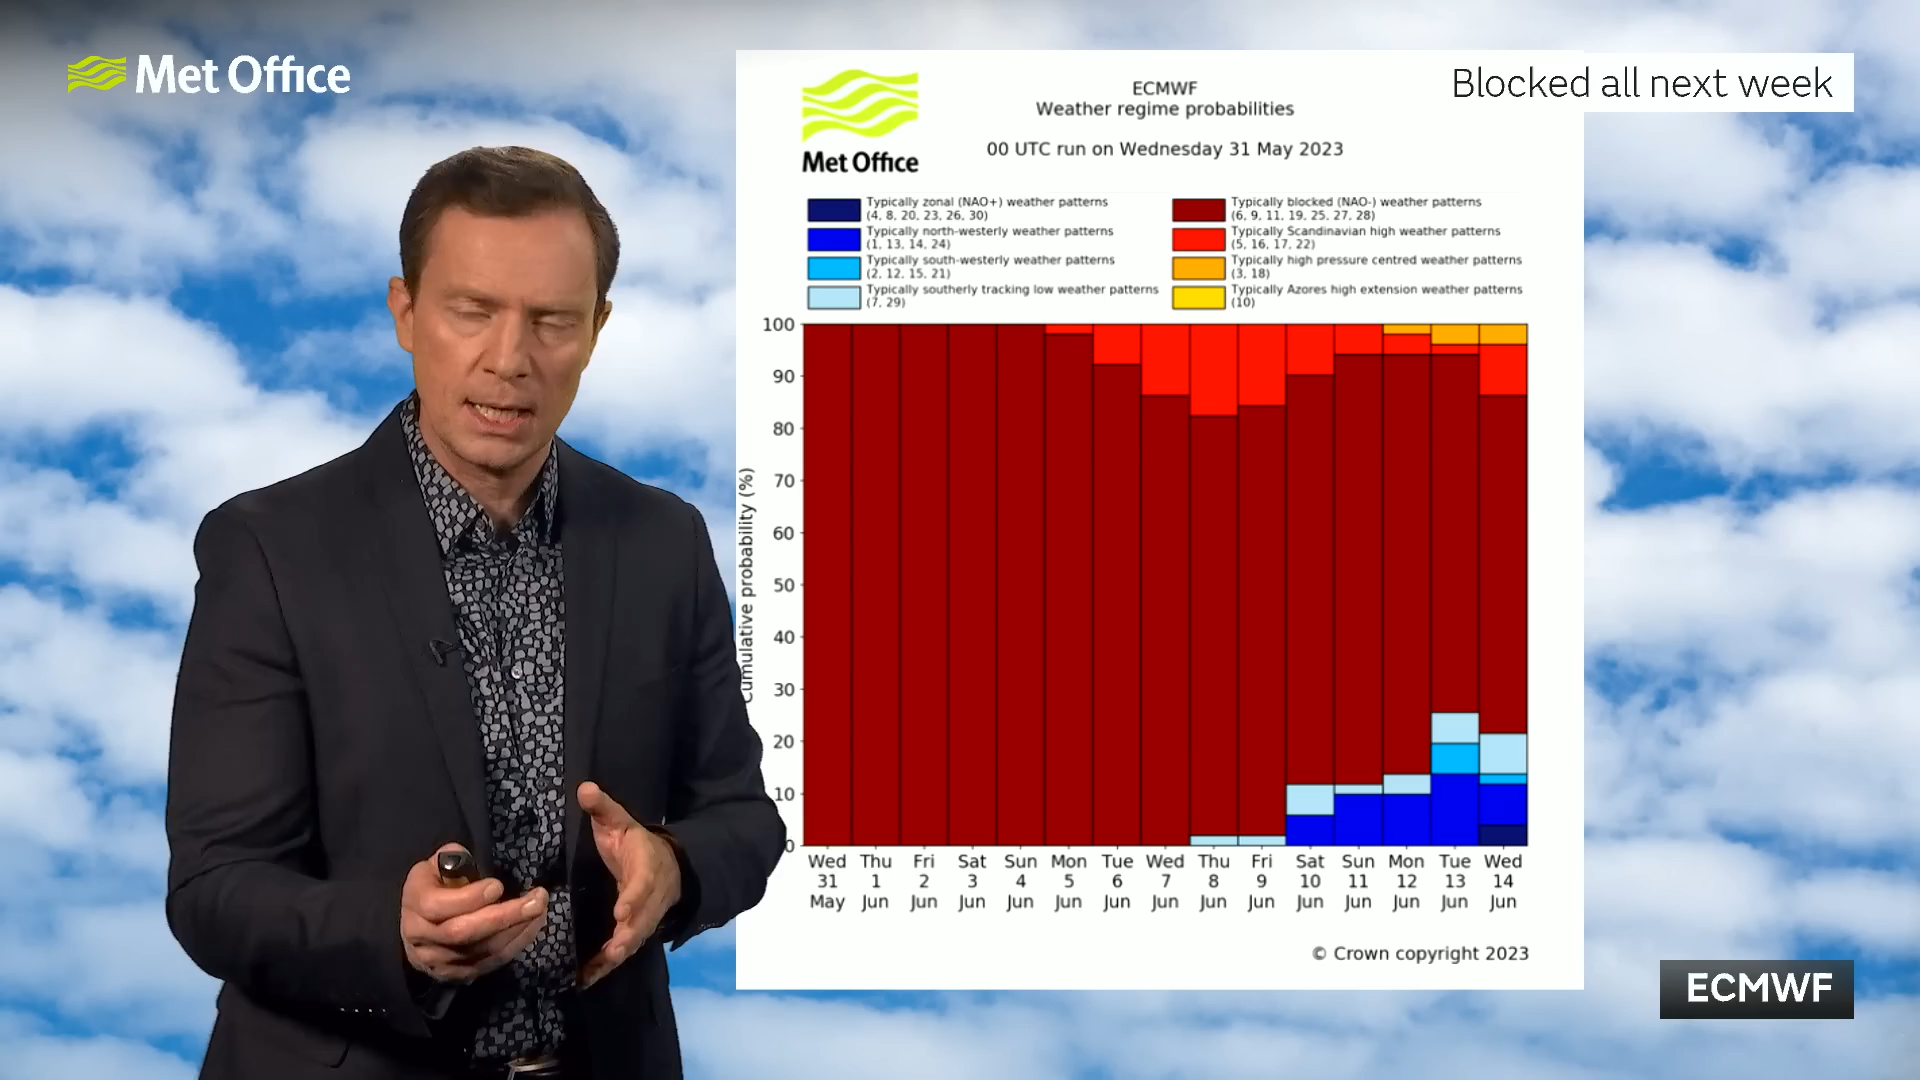 Met Office
Blocked all next week
ECMWF
Weather regime probabilities
00 UTC run on Wednesday 31 May 2023
Met Office
Typically zonal (NAO+) weather patterns
(4, 8, 20, 23, 26, 30)
Typically north-westerly weather patterns
(1, 13, 14, 24)
Typically south-westerly weather patterns
(2, 12, 15, 21)
Typically southerly tracking low weather patterns
(7, 29)
Typically blocked (NAO-) weather patterns
(6, 9, 11, 19, 25, 27, 28)
Typically Scandinavian high weather patterns
(5, 16, 17, 22)
Typically high pressure centred weather patterns
(3, 18)
Typically Azores high extension weather patterns
(10)
Cumulative probability (%)
100
90
80
70
60
50
40
30
20
10
0
Wed Thu Fri Sat Sun Mon Tue Wed Thu Fri Sat Sun Mon Tue Wed
31 1 2 3 4 5 6 7 8 9 10 11 12 13 14
May Jun Jun Jun Jun Jun Jun Jun Jun Jun Jun Jun Jun Jun Jun
© Crown copyright 2023
ECMWF